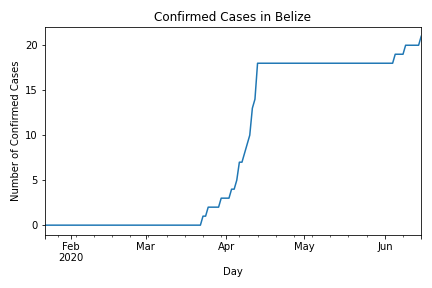 Confirmed Cases in Belize
Number of Confirmed Cases
20
15
10
5
0
Feb
2020
Mar
Apr
May
Jun
Day